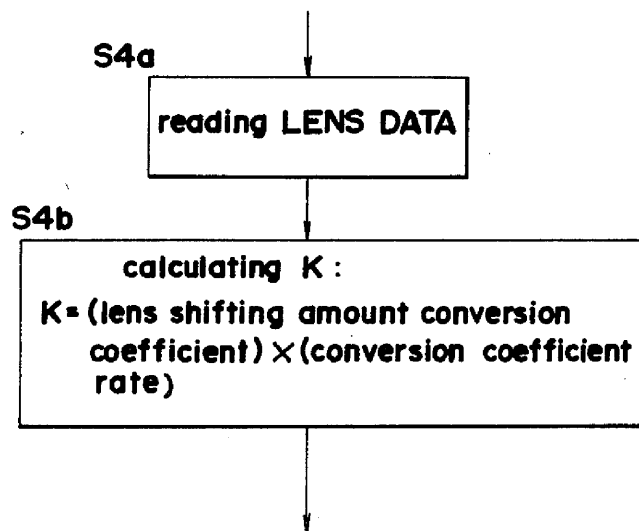 S4a
reading LENS DATA
S4b
calculating K :
K = (lens shifting amount conversion
coefficient) × (conversion coefficient
rate)